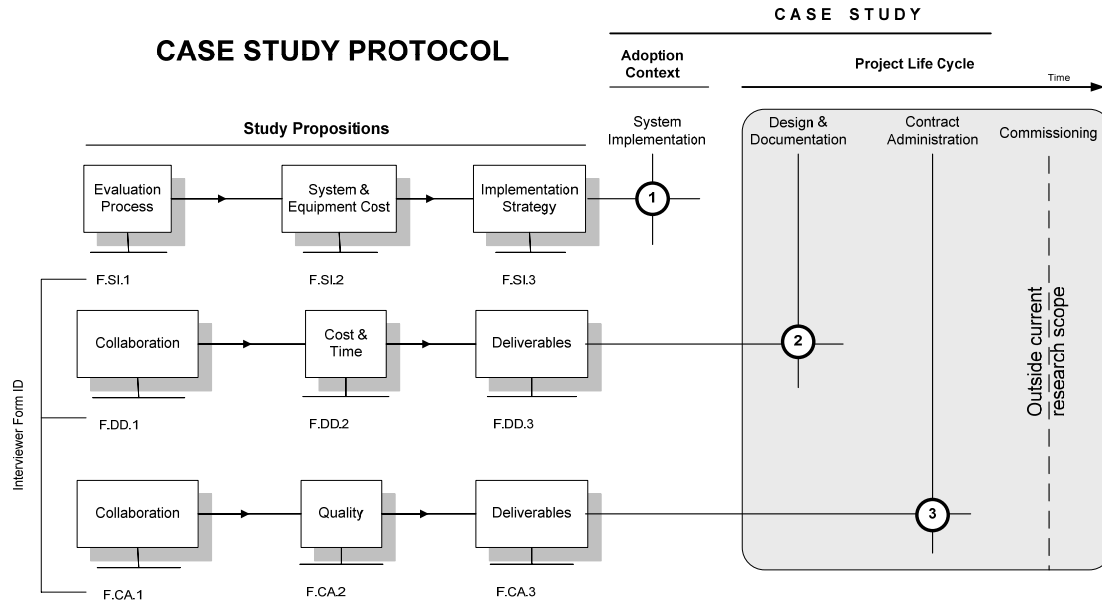 CASE STUDY
CASE STUDY PROTOCOL
Adoption
Context
Project Life Cycle
Time
Study Propositions
System
Implementation
Design &
Documentation
Contract
Administration
Commissioning
Evaluation
Process
System &
Equipment Cost
Implementation
Strategy
1
F.SI.1
F.SI.2
F.SI.3
Collaboration
Cost &
Time
Deliverables
2
Outside current
research scope
Interviewer Form ID
F.DD.1
F.DD.2
F.DD.3
Collaboration
Quality
Deliverables
3
F.CA.1
F.CA.2
F.CA.3